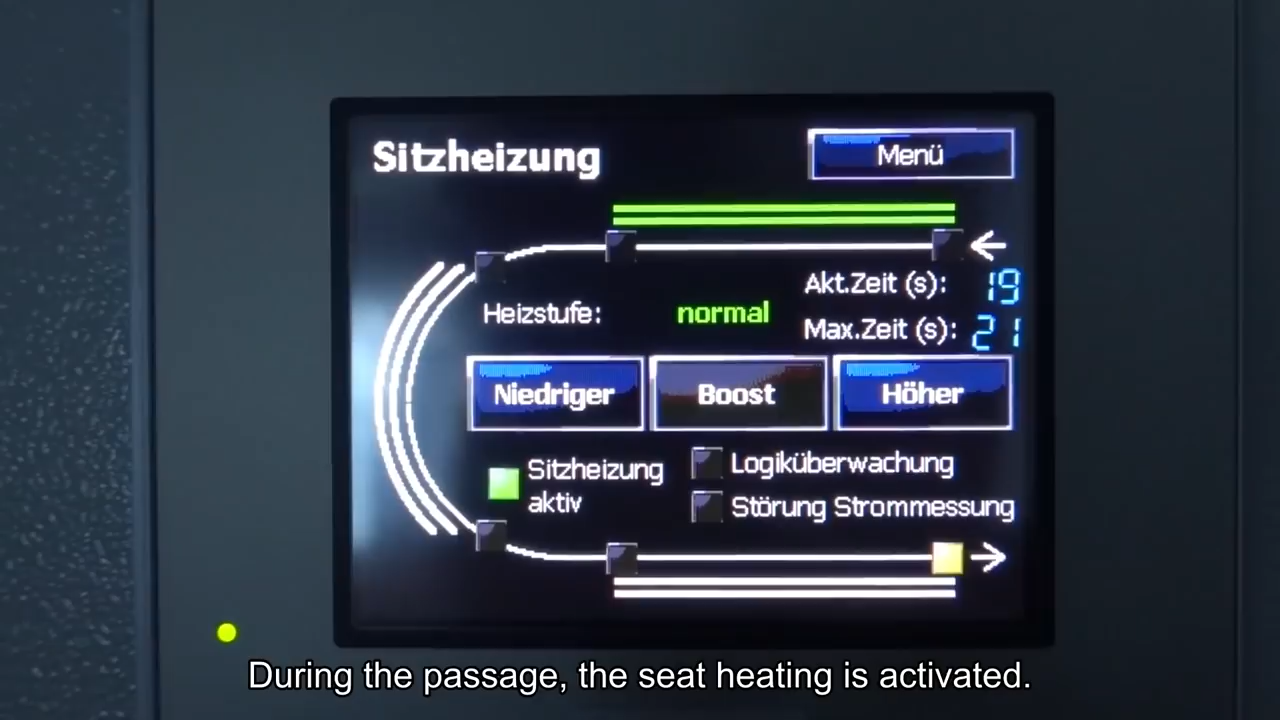 Sitzheizung
Menü
Akt.Zeit (s): 19
Heizstufe: normal
Max.Zeit (s): 21
Niedriger
Boost
Höher
Sitzheizung
aktiv
Logiküberwachung
Störung Strommessung
During the passage, the seat heating is activated.